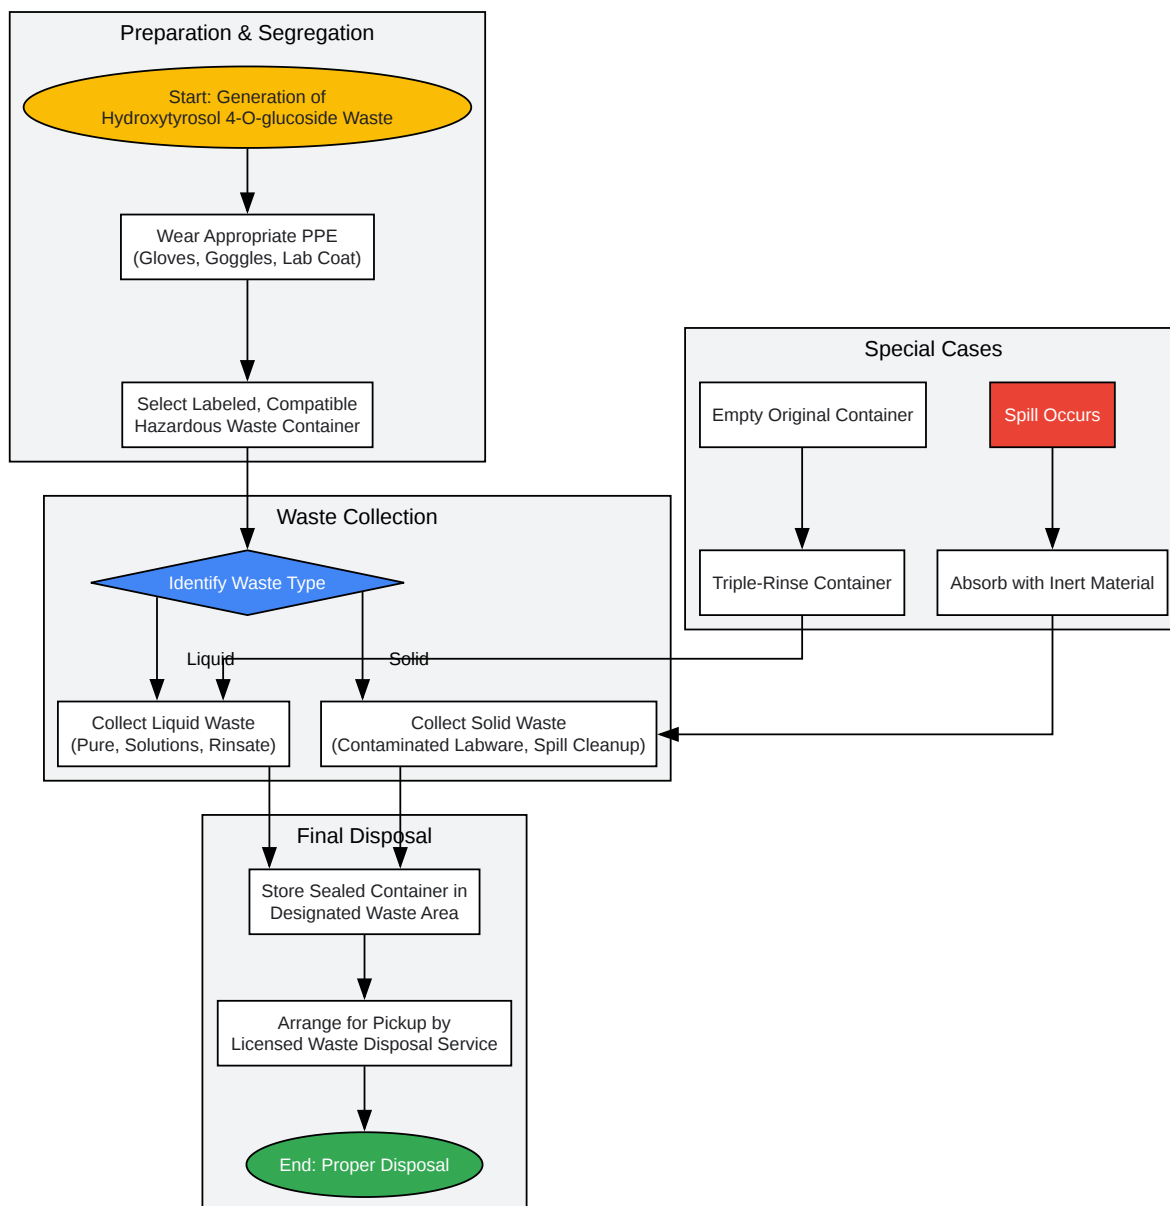 Preparation & Segregation
Start: Generation of
Hydroxytyrosol 4-O-glucoside Waste
Wear Appropriate PPE
(Gloves, Goggles, Lab Coat)
Select Labeled, Compatible
Hazardous Waste Container
Special Cases
Empty Original Container
Spill Occurs
Triple-Rinse Container
Absorb with Inert Material
Waste Collection
Identify Waste Type
Liquid
Solid
Collect Liquid Waste
(Pure, Solutions, Rinsate)
Collect Solid Waste
(Contaminated Labware, Spill Cleanup)
Final Disposal
Store Sealed Container in
Designated Waste Area
Arrange for Pickup by
Licensed Waste Disposal Service
End: Proper Disposal